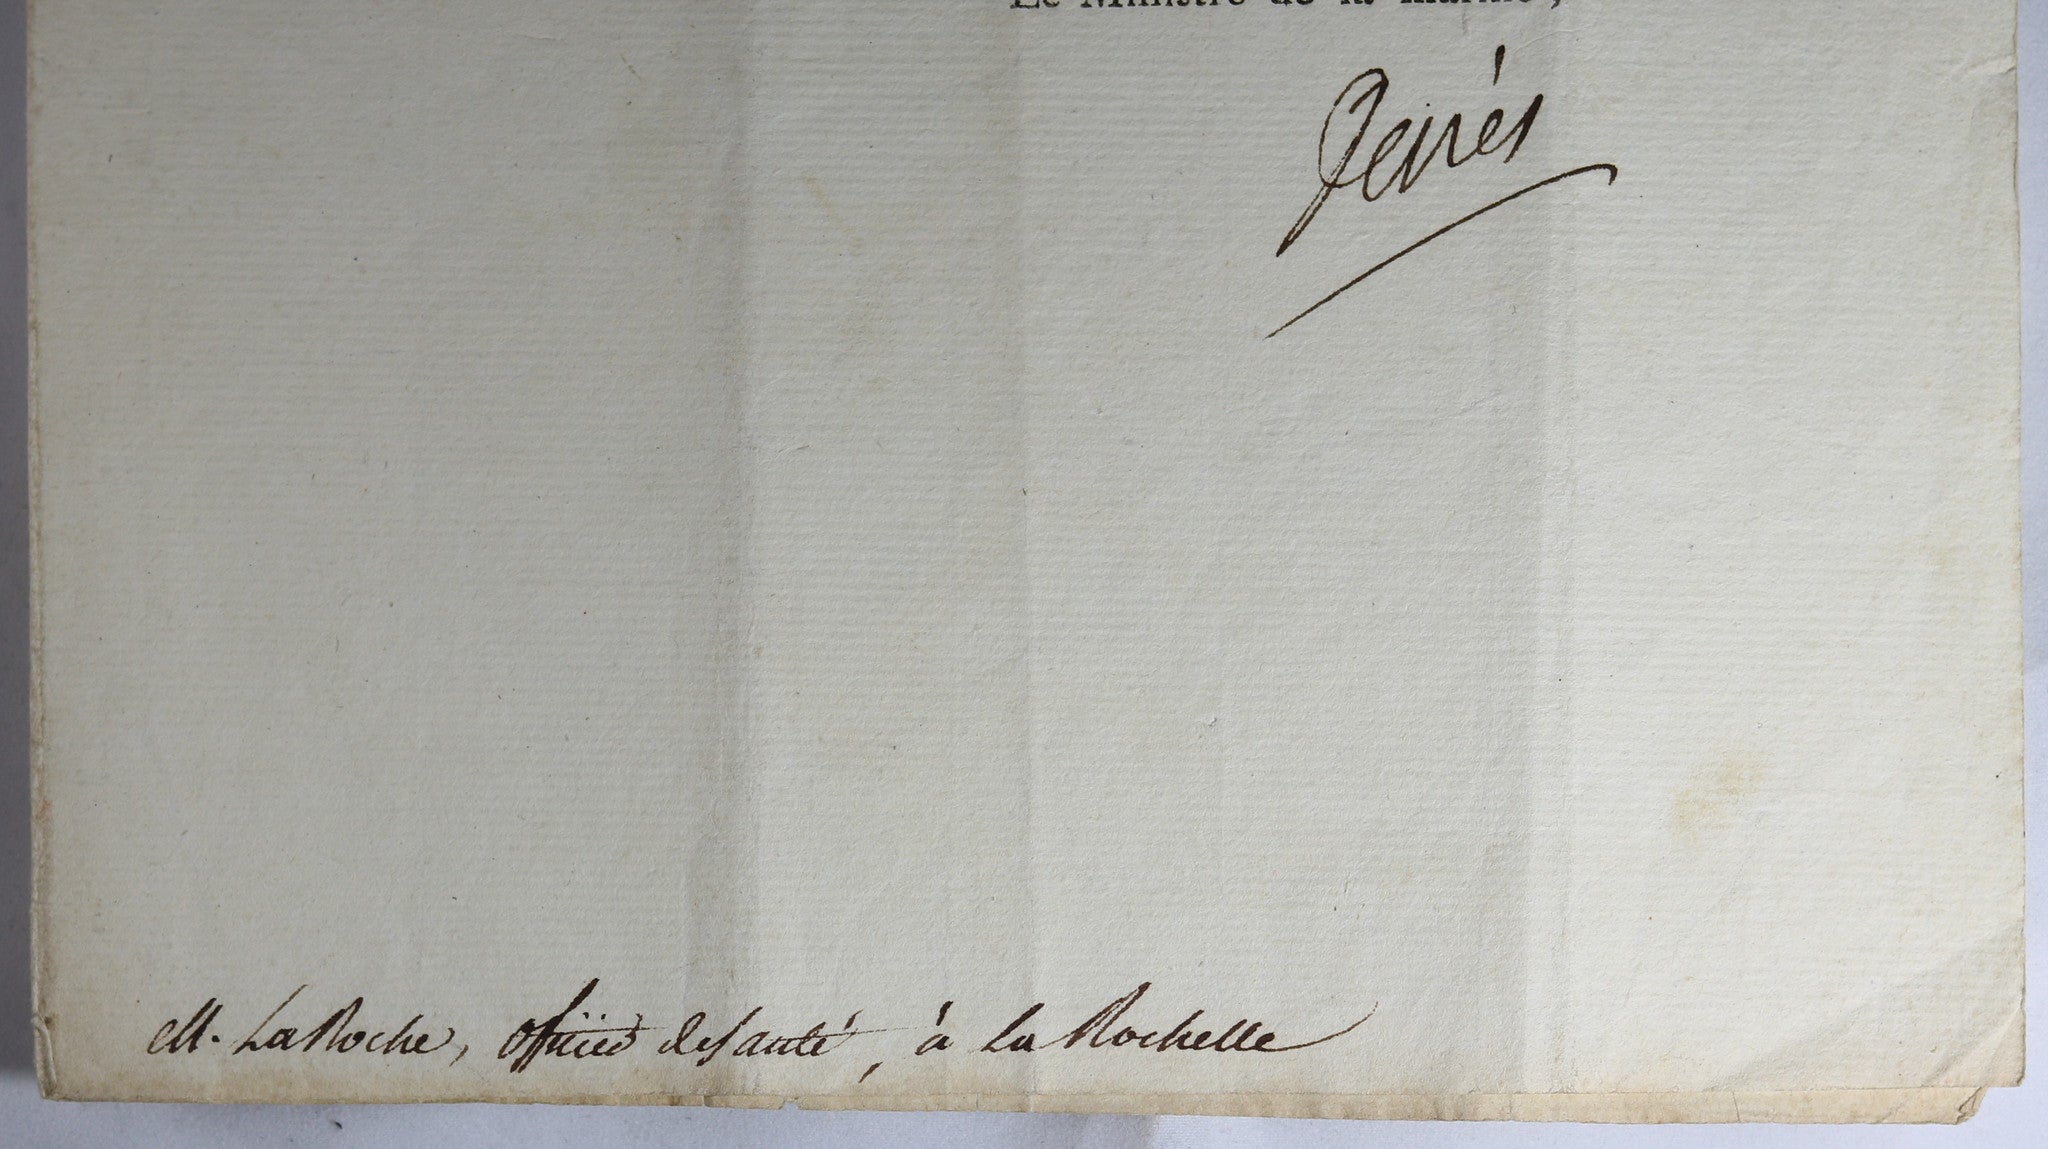 Le Ministre de la marine,
Decrès
M. LaRoche, officier de Santé, à la Rochelle